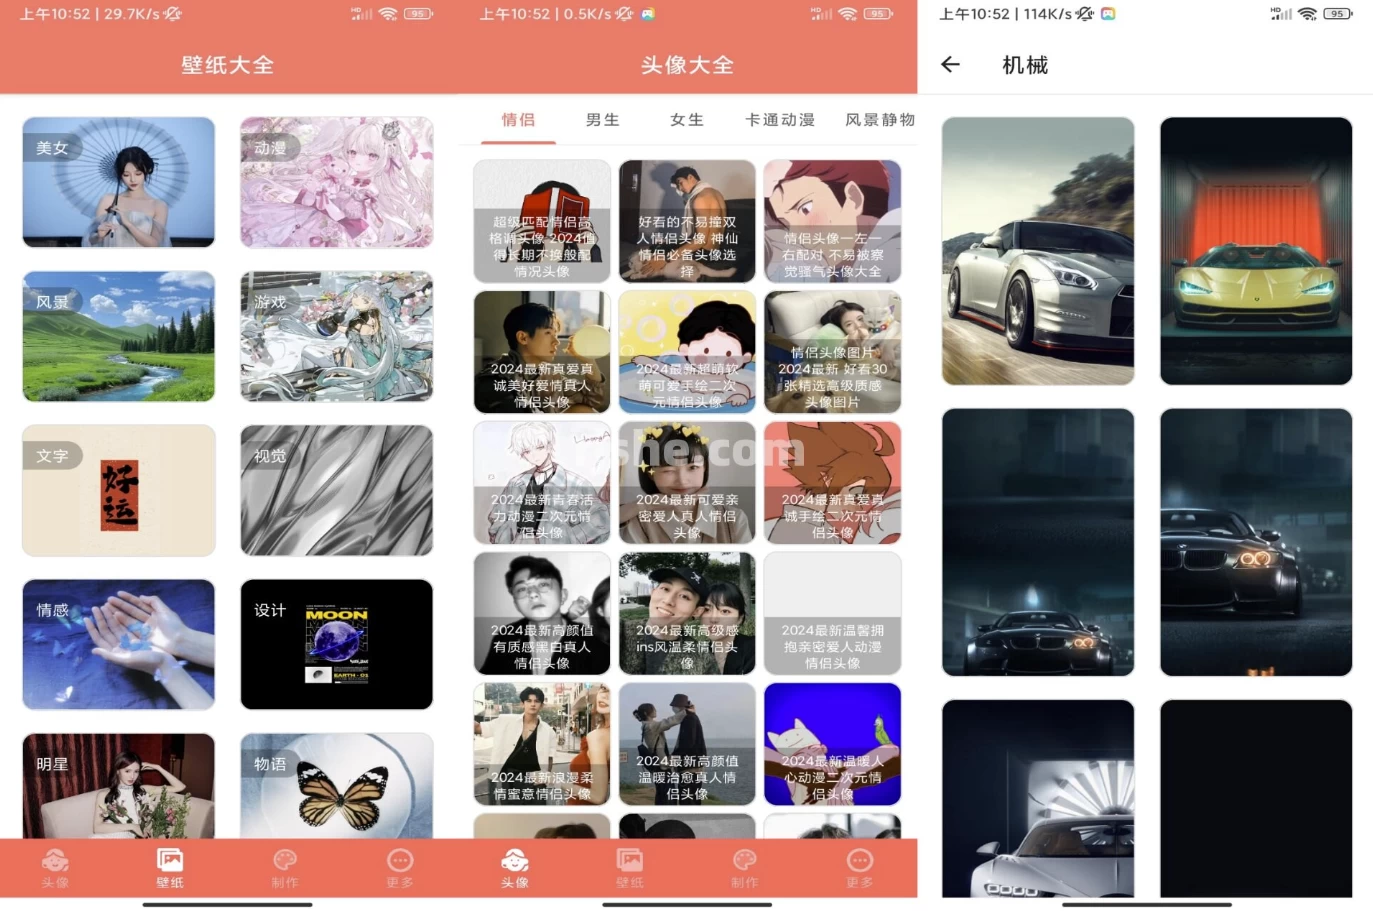 上午10:52 | 29.7K/s
HD
95
壁纸大全
美女
动漫
风景
游戏
文字
好运
视觉
情感
设计
MOON
EARTH - 03
明星
物语
头像
壁纸
制作
更多
上午10:52 | 0.5K/s
HD
95
头像大全
情侣
男生
女生
卡通动漫
风景静物
超级匹配情侣高
格调头像 2024值
得长期不换般配
情况头像
好看的不易撞双
人情侣头像 神仙
情侣必备头像选
择
情侣头像一左一
右配对 不易被察
觉骚气头像大全
2024最新真爱真
诚美好爱情真人
情侣头像
2024最新超萌软
萌可爱手绘二次
元情侣头像
情侣头像图片
2024最新 好看30
张精选高级质感
头像图片
2024最新青春活
力动漫二次元情
侣头像
2024最新可爱亲
密爱人真人情侣
头像
2024最新真爱真
诚手绘二次元情
侣头像
she.com
2024最新高颜值
有质感黑白真人
情侣头像
2024最新高级感
ins风温柔情侣头
像
2024最新温馨拥
抱亲密爱人动漫
情侣头像
2024最新浪漫柔
情蜜意情侣头像
2024最新高颜值
温暖治愈真人情
侣头像
2024最新温暖人
心动漫二次元情
侣头像
头像
壁纸
制作
更多
上午10:52 | 114K/s
HD
95
机械